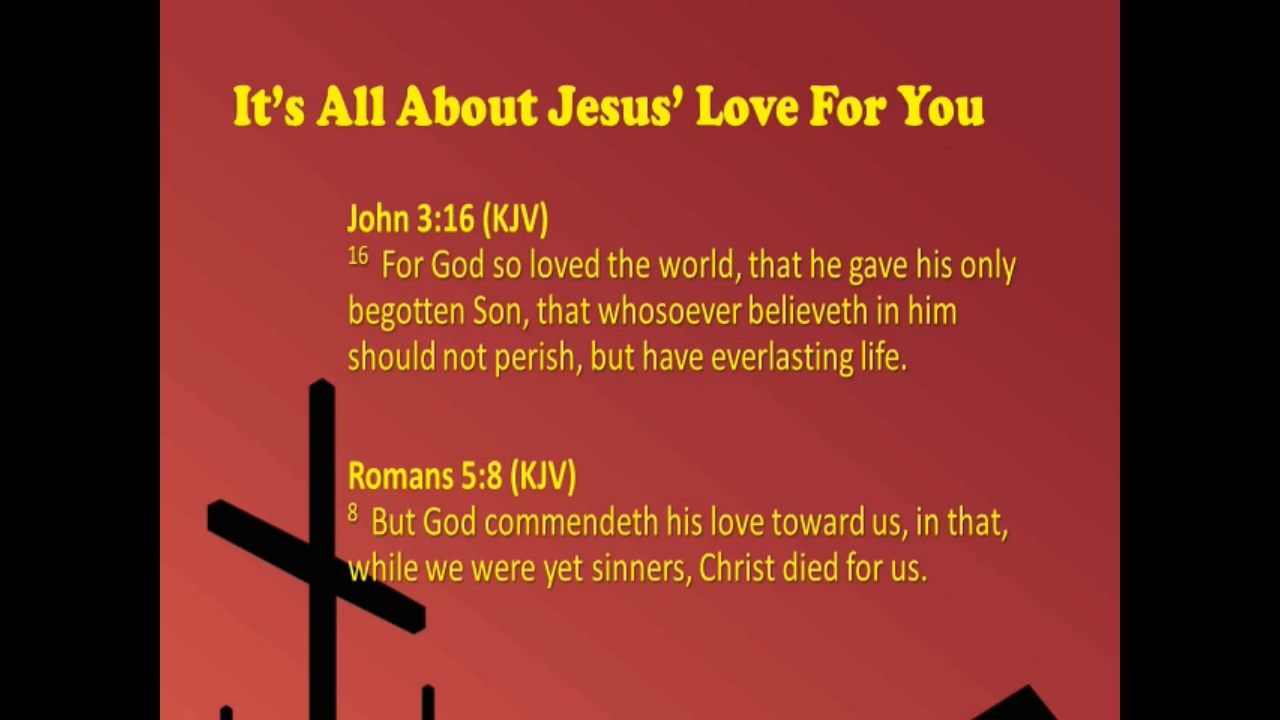 It’s All About Jesus’ Love For You
John 3:16 (KJV)
16 For God so loved the world, that he gave his only
begotten Son, that whosoever believeth in him
should not perish, but have everlasting life.
Romans 5:8 (KJV)
8 But God commendeth his love toward us, in that,
while we were yet sinners, Christ died for us.